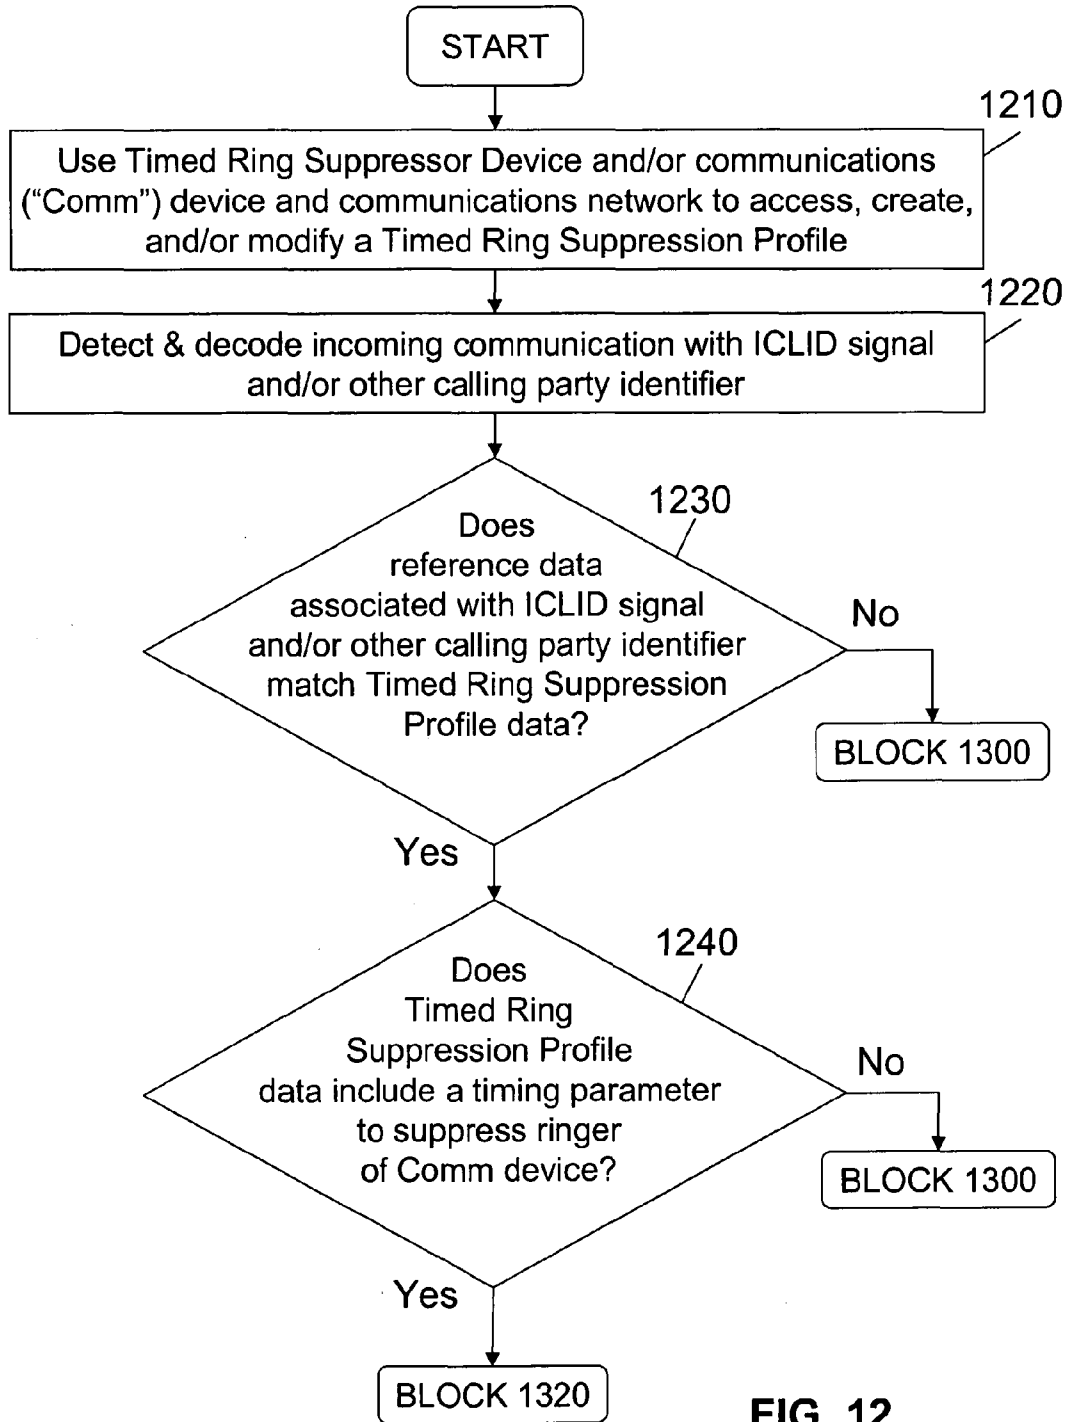 START
1210
Use Timed Ring Suppressor Device and/or communications
("Comm") device and communications network to access, create,
and/or modify a Timed Ring Suppression Profile
1220
Detect & decode incoming communication with ICLID signal
and/or other calling party identifier
1230
Does
reference data
associated with ICLID signal
and/or other calling party identifier
match Timed Ring Suppression
Profile data?
No
BLOCK 1300
Yes
1240
Does
Timed Ring
Suppression Profile
data include a timing parameter
to suppress ringer
of Comm device?
No
BLOCK 1300
Yes
BLOCK 1320
FIG. 12